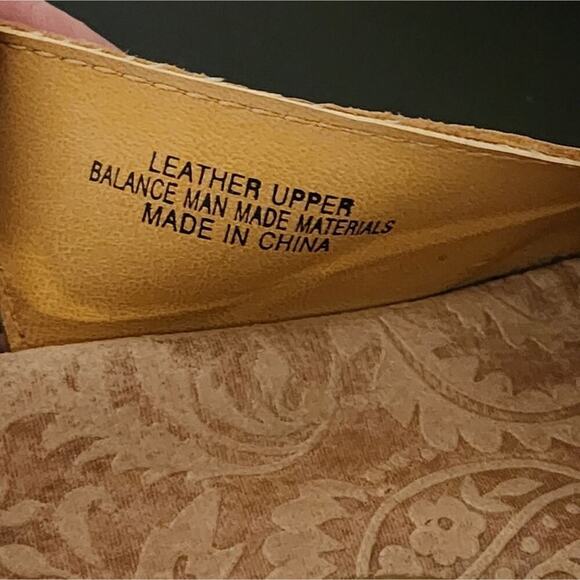 LEATHER UPPER
BALANCE MAN MADE MATERIALS
MADE IN CHINA